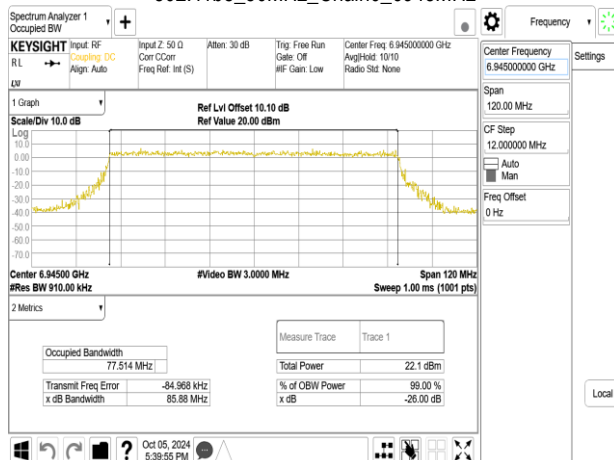 Spectrum Analyzer 1
Occupied BW
+
Frequency
KEYSIGHT
RL
LXI
Input: RF
Coupling: DC
Align: Auto
Input Z: 50 Ω
Corr CCorr
Freq Ref: Int (S)
Atten: 30 dB
Trig: Free Run
Gate: Off
#IF Gain: Low
Center Freq: 6.945000000 GHz
Avg|Hold: 10/10
Radio Std: None
Center Frequency
6.945000000 GHz
Settings
Span
120.00 MHz
CF Step
12.000000 MHz
Auto
Man
Freq Offset
0 Hz
Local
1 Graph
Scale/Div 10.0 dB
Ref Lvl Offset 10.10 dB
Ref Value 20.00 dBm
Log
10.0
0.00
-10.0
-20.0
-30.0
-40.0
-50.0
-60.0
-70.0
Center 6.94500 GHz
#Res BW 910.00 kHz
#Video BW 3.0000 MHz
Span 120 MHz
Sweep 1.00 ms (1001 pts)
2 Metrics
Measure Trace Trace 1
Occupied Bandwidth
77.514 MHz
Total Power 22.1 dBm
Transmit Freq Error -84.968 kHz
% of OBW Power 99.00 %
x dB Bandwidth 85.88 MHz
x dB -26.00 dB
?
Oct 05, 2024
5:39:55 PM